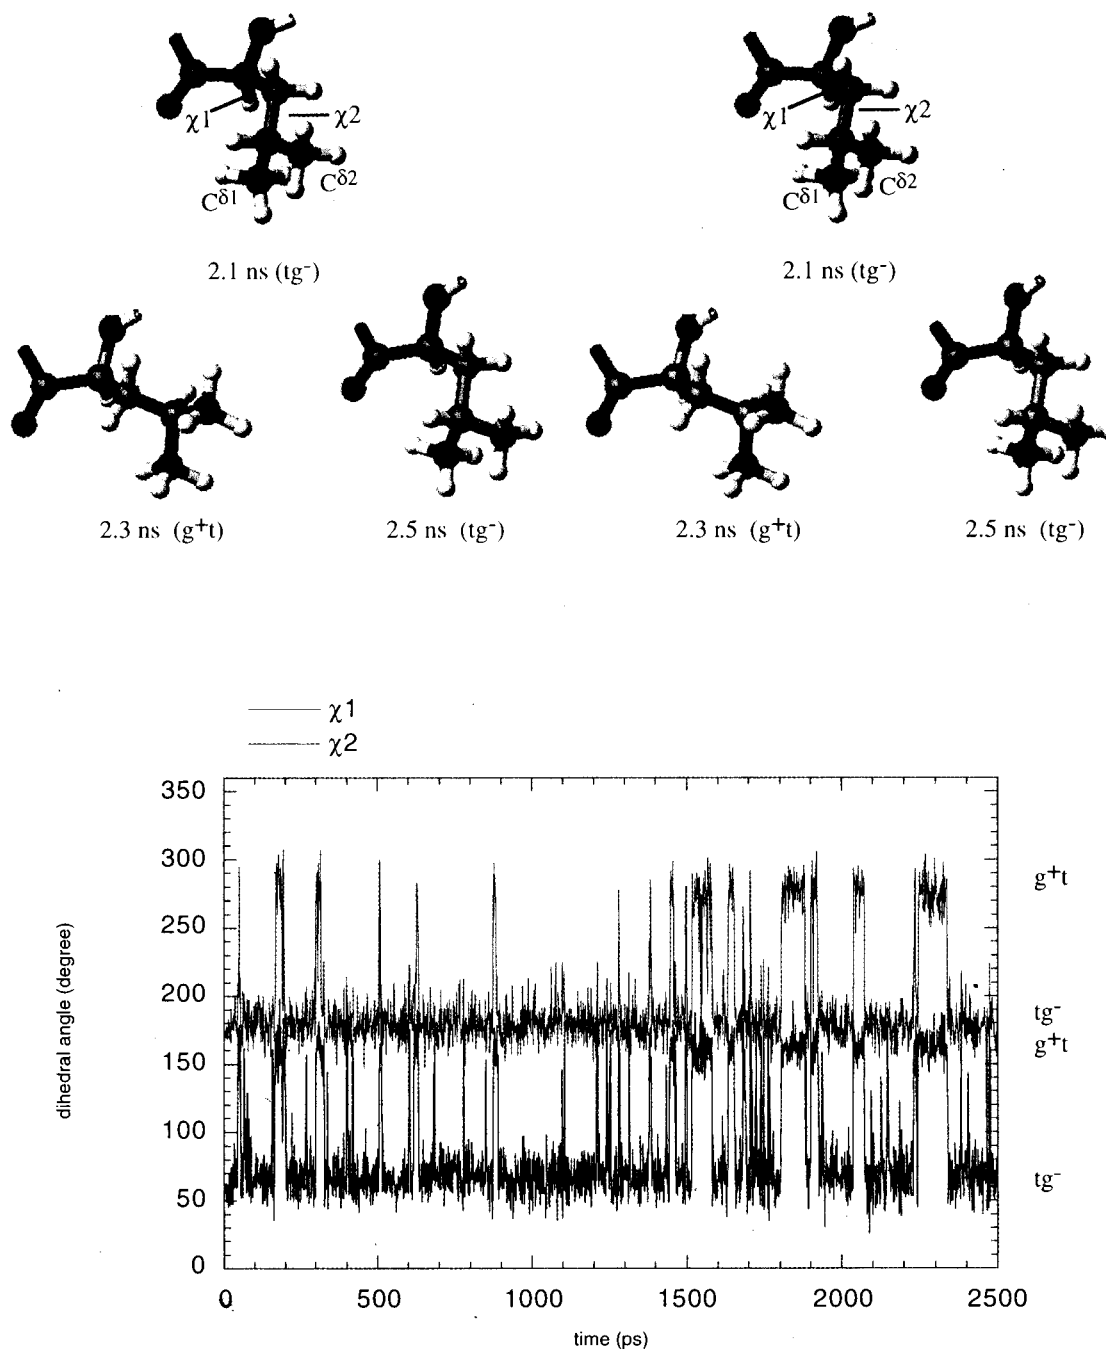 χ1 χ2 χ1 χ2
Cδ1 Cδ2 Cδ1 Cδ2
2.1 ns (tg-) 2.1 ns (tg-)
2.3 ns (g+t) 2.5 ns (tg-) 2.3 ns (g+t) 2.5 ns (tg-)
χ1
χ2
350
300 g+t
250
200 tg-
150 g+t
100
50 tg-
0
dihedral angle (degree)
0 500 1000 1500 2000 2500
time (ps)